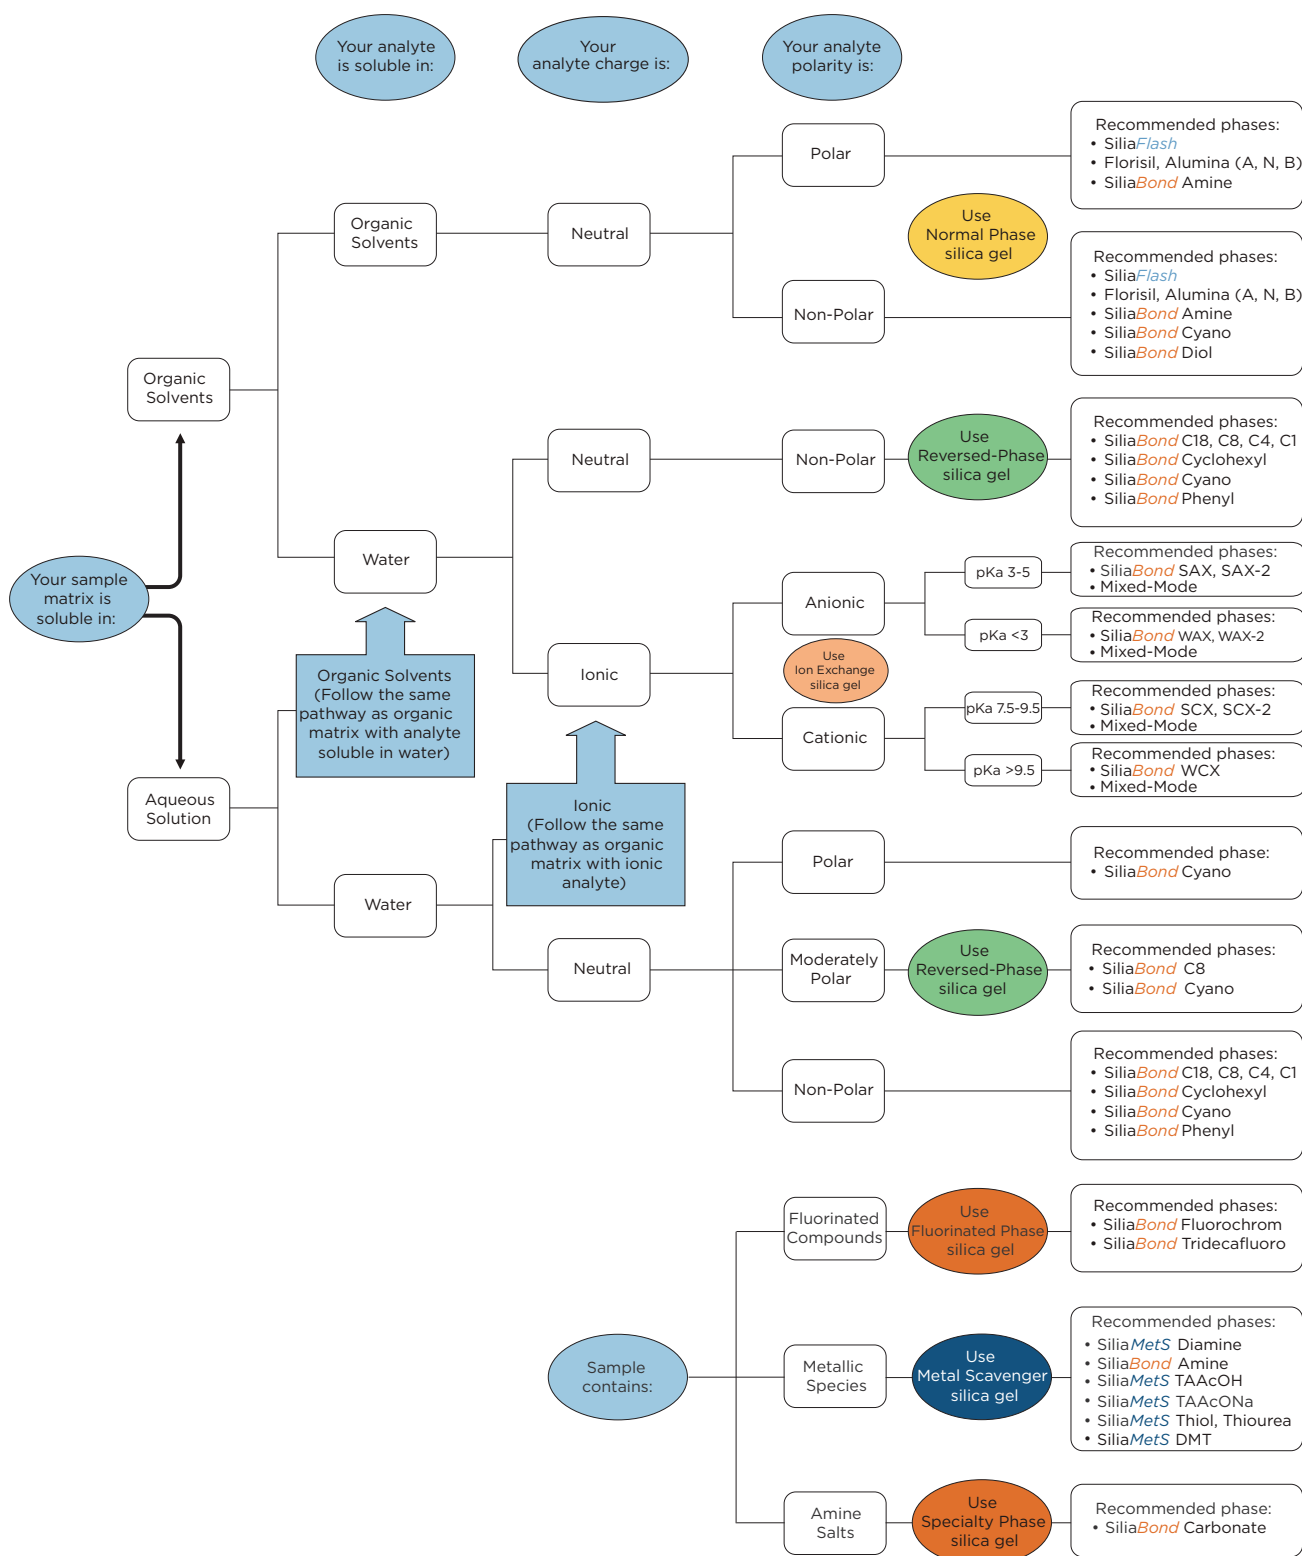 Your analyte
is soluble in:
Your
analyte charge is:
Your analyte
polarity is:
Polar
Recommended phases:
• SiliaFlash
• Florisil, Alumina (A, N, B)
• SiliaBond Amine
Organic
Solvents
Neutral
Use
Normal Phase
silica gel
Non-Polar
Recommended phases:
• SiliaFlash
• Florisil, Alumina (A, N, B)
• SiliaBond Amine
• SiliaBond Cyano
• SiliaBond Diol
Organic
Solvents
Neutral
Non-Polar
Use
Reversed-Phase
silica gel
Recommended phases:
• SiliaBond C18, C8, C4, C1
• SiliaBond Cyclohexyl
• SiliaBond Cyano
• SiliaBond Phenyl
Water
Your sample
matrix is
soluble in:
Anionic
pKa 3-5
Recommended phases:
• SiliaBond SAX, SAX-2
• Mixed-Mode
pKa <3
Recommended phases:
• SiliaBond WAX, WAX-2
• Mixed-Mode
Ionic
Use
Ion Exchange
silica gel
Organic Solvents
(Follow the same
pathway as organic
matrix with analyte
soluble in water)
Cationic
pKa 7.5-9.5
Recommended phases:
• SiliaBond SCX, SCX-2
• Mixed-Mode
pKa >9.5
Recommended phases:
• SiliaBond WCX
• Mixed-Mode
Aqueous
Solution
Ionic
(Follow the same
pathway as organic
matrix with ionic
analyte)
Polar
Recommended phase:
• SiliaBond Cyano
Water
Neutral
Moderately
Polar
Use
Reversed-Phase
silica gel
Recommended phases:
• SiliaBond C8
• SiliaBond Cyano
Non-Polar
Recommended phases:
• SiliaBond C18, C8, C4, C1
• SiliaBond Cyclohexyl
• SiliaBond Cyano
• SiliaBond Phenyl
Fluorinated
Compounds
Use
Fluorinated Phase
silica gel
Recommended phases:
• SiliaBond Fluorochrom
• SiliaBond Tridecafluoro
Sample
contains:
Metallic
Species
Use
Metal Scavenger
silica gel
Recommended phases:
• SiliaMetS Diamine
• SiliaBond Amine
• SiliaMetS TAAcOH
• SiliaMetS TAAcONa
• SiliaMetS Thiol, Thiourea
• SiliaMetS DMT
Amine
Salts
Use
Specialty Phase
silica gel
Recommended phase:
• SiliaBond Carbonate